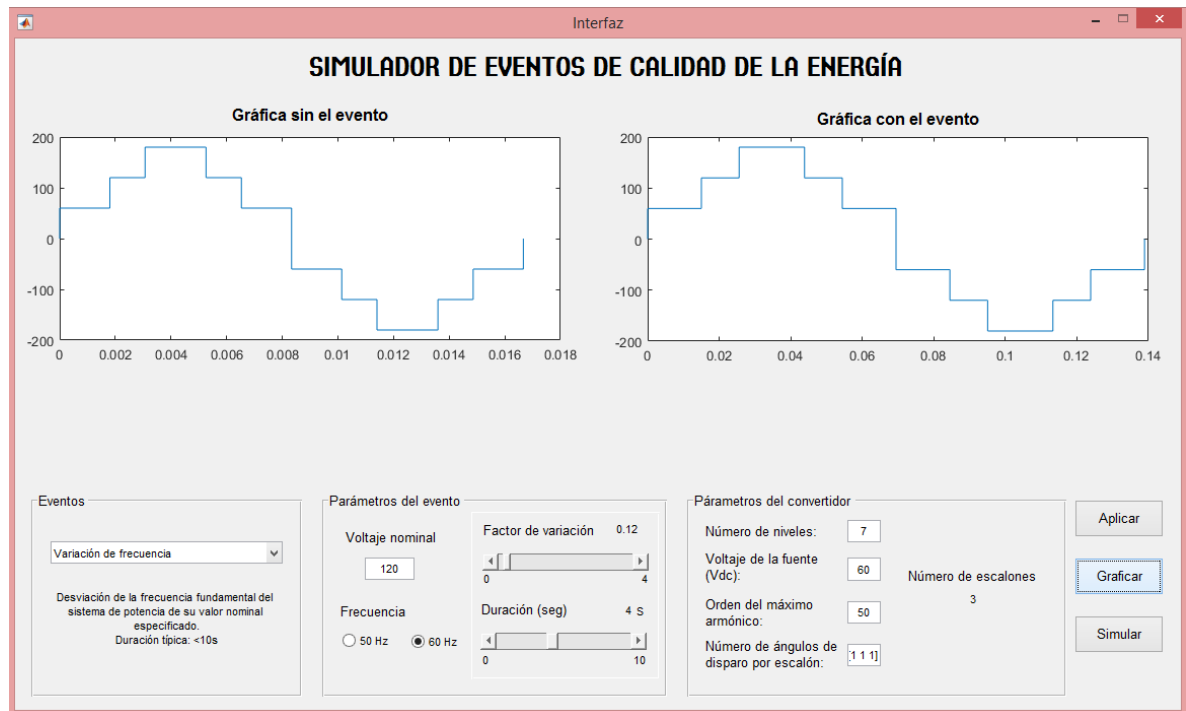 Interfaz
SIMULADOR DE EVENTOS DE CALIDAD DE LA ENERGÍA
Gráfica sin el evento
200
100
0
-100
-200
0 0.002 0.004 0.006 0.008 0.01 0.012 0.014 0.016 0.018
Gráfica con el evento
200
100
0
-100
-200
0 0.02 0.04 0.06 0.08 0.1 0.12 0.14
Eventos
Variación de frecuencia
Desviación de la frecuencia fundamental del
sistema de potencia de su valor nominal
especificado.
Duración típica: <10s
Parámetros del evento
Voltaje nominal
120
Frecuencia
50 Hz 60 Hz
Factor de variación 0.12
0 4
Duración (seg) 4 S
0 10
Párametros del convertidor
Número de niveles: 7
Voltaje de la fuente
(Vdc): 60
Orden del máximo
armónico: 50
Número de ángulos de
disparo por escalón: [1 1 1]
Número de escalones
3
Aplicar
Graficar
Simular